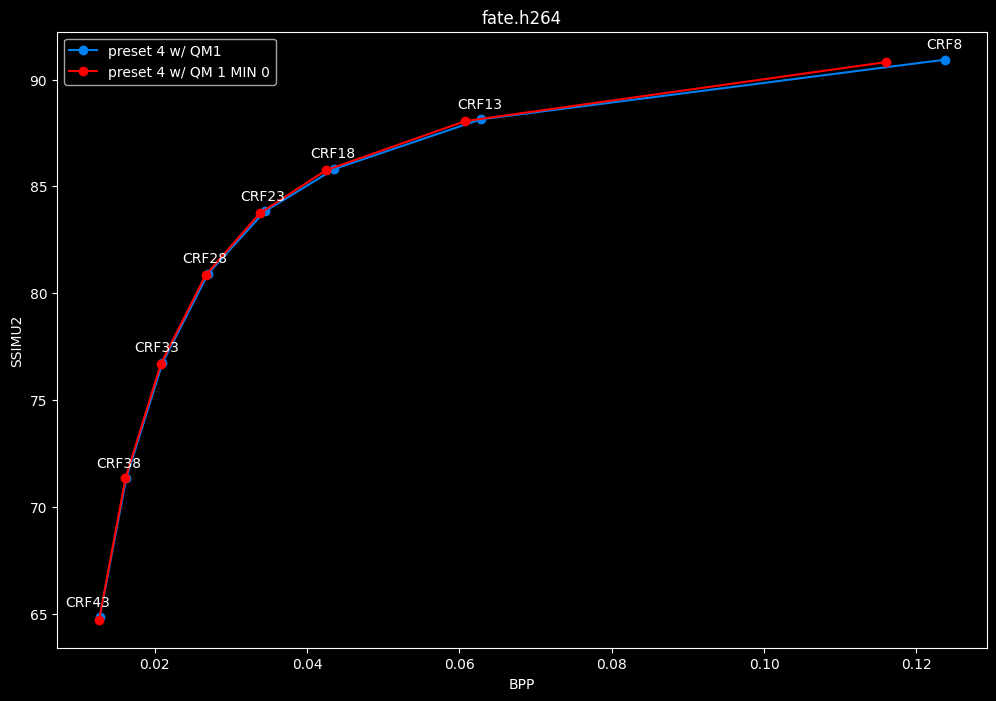 fate.h264
preset 4 w/ QM1
preset 4 w/ QM 1 MIN 0
CRF8
CRF13
CRF18
CRF23
CRF28
CRF33
CRF38
CRF43
90
85
80
75
70
65
SSIMU2
0.02 0.04 0.06 0.08 0.10 0.12
BPP